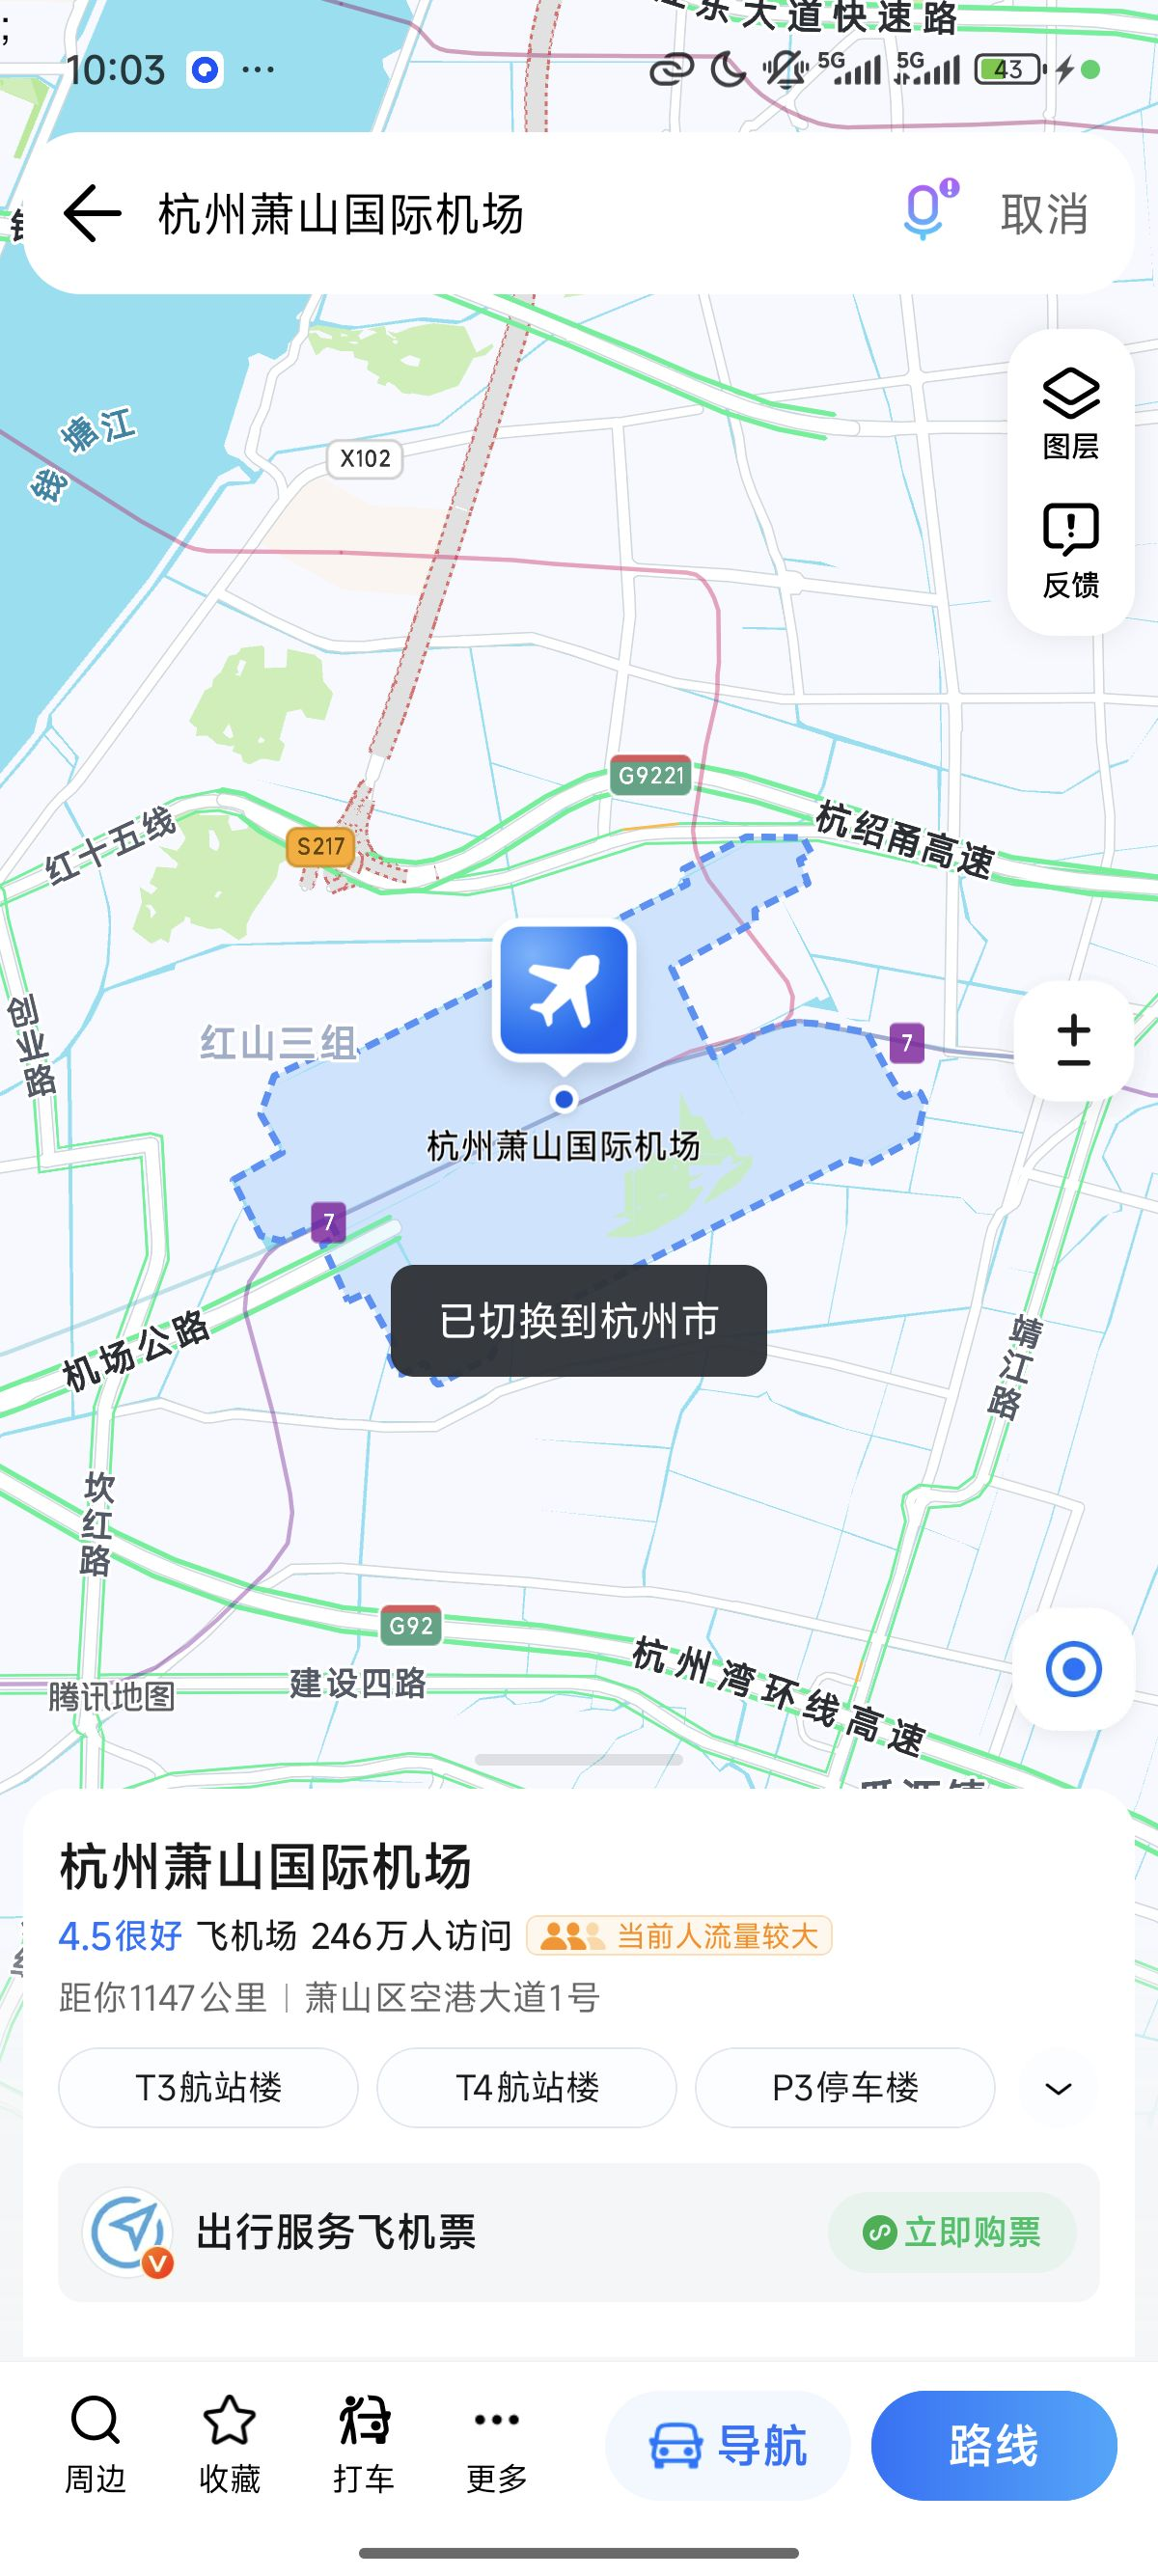 东大道快速路
10:03
5G
5G
43
杭州萧山国际机场
取消
图层
反馈
钱塘江
X102
G9221
S217
红十五线
杭绍甬高速
创业路
红山三组
7
杭州萧山国际机场
7
已切换到杭州市
机场公路
靖江路
坎红路
G92
杭州湾环线高速
建设四路
腾讯地图
杭州萧山国际机场
4.5很好 飞机场 246万人访问 当前人流量较大
距你1147公里 | 萧山区空港大道1号
T3航站楼
T4航站楼
P3停车楼
出行服务飞机票
立即购票
周边
收藏
打车
更多
导航
路线